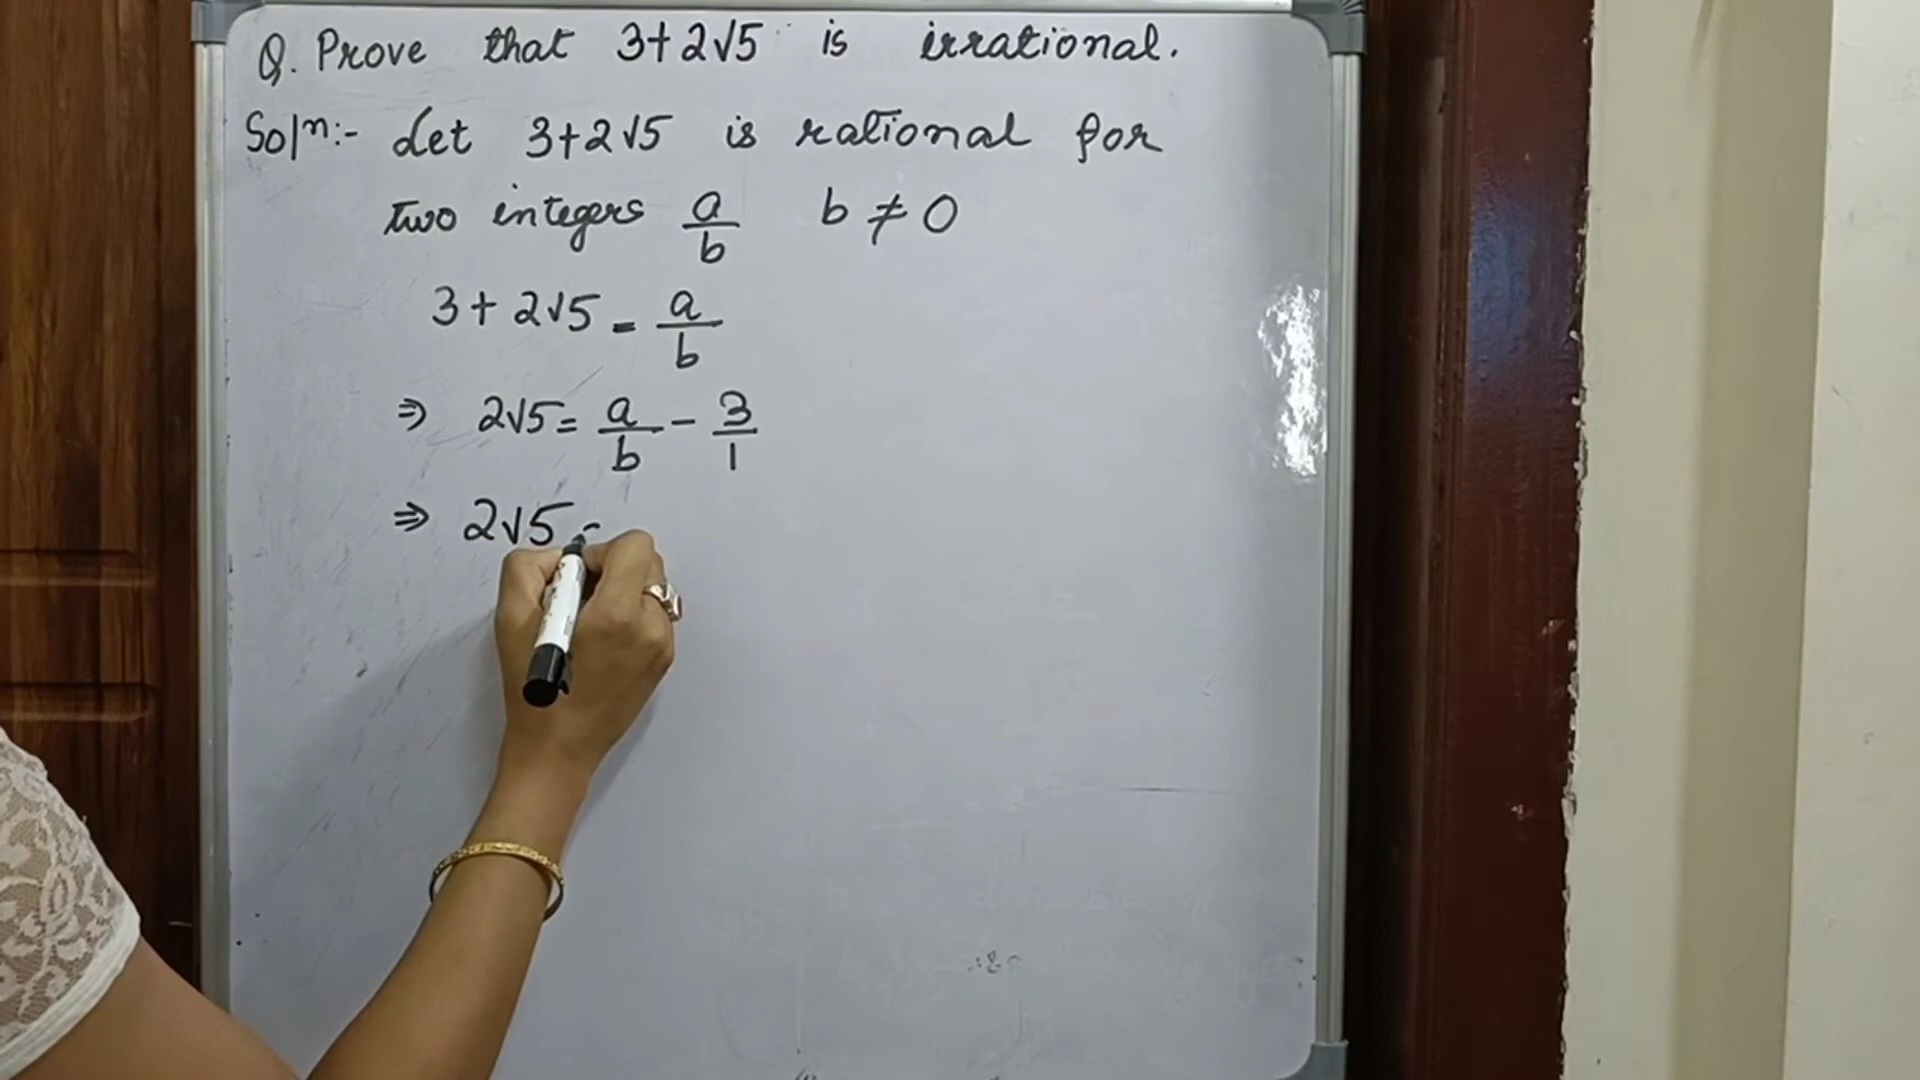 Q. Prove that 3+2√5 is irrational.
Solⁿ:- Let 3+2√5 is rational for
two integers a/b b ≠ 0
3+2√5 = a/b
⇒ 2√5 = a/b - 3/1
⇒ 2√5 =